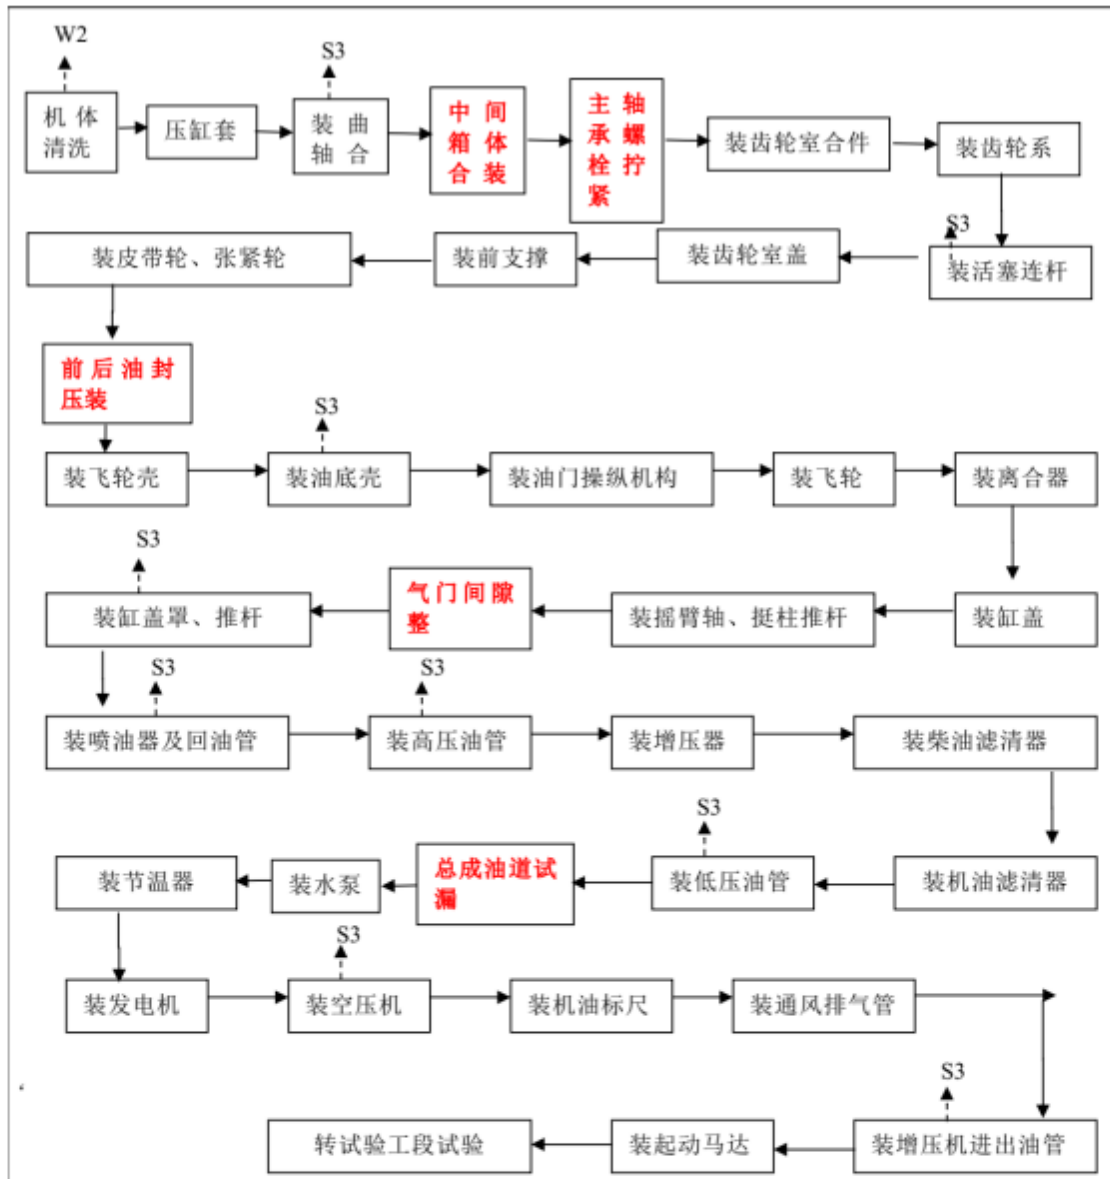 W2
S3
机体
清洗
压缸套
装曲
轴合
中间
箱体
合装
主轴
承螺
栓拧
紧
装齿轮室合件
装齿轮系
S3
装皮带轮、张紧轮
装前支撑
装齿轮室盖
装活塞连杆
前后油封
压装
S3
装飞轮壳
装油底壳
装油门操纵机构
装飞轮
装离合器
S3
装缸盖罩、推杆
气门间隙
整
装摇臂轴、挺柱推杆
装缸盖
S3
S3
装喷油器及回油管
装高压油管
装增压器
装柴油滤清器
S3
装节温器
装水泵
总成油道试
漏
装低压油管
装机油滤清器
S3
装发电机
装空压机
装机油标尺
装通风排气管
S3
转试验工段试验
装起动马达
装增压机进出油管